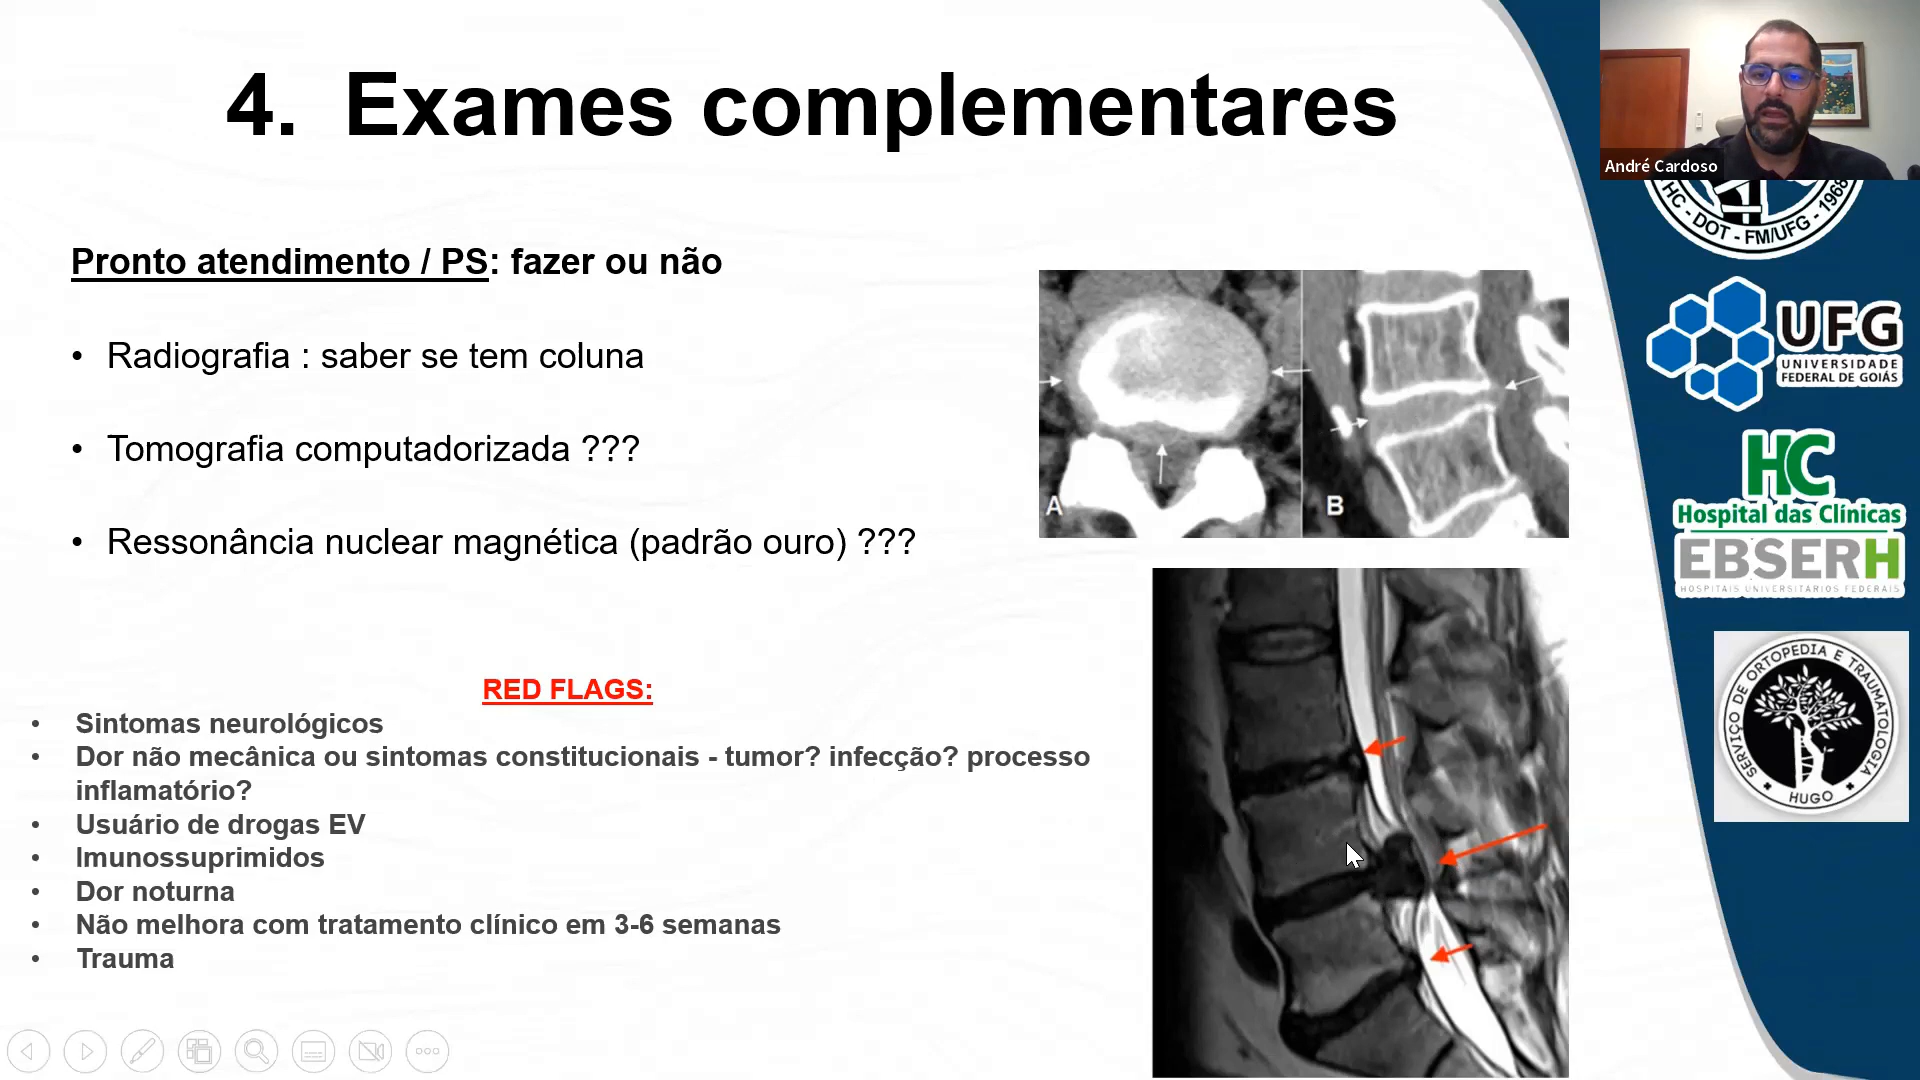 4. Exames complementares
André Cardoso
HC - DOT - FM/UFG - 1968
Pronto atendimento / PS: fazer ou não
• Radiografia : saber se tem coluna
• Tomografia computadorizada ???
• Ressonância nuclear magnética (padrão ouro) ???
A
B
UFG
UNIVERSIDADE
FEDERAL DE GOIÁS
HC
Hospital das Clínicas
EBSERH
HOSPITAIS UNIVERSITÁRIOS FEDERAIS
SERVIÇO DE ORTOPEDIA E TRAUMATOLOGIA
HUGO
RED FLAGS:
• Sintomas neurológicos
• Dor não mecânica ou sintomas constitucionais - tumor? infecção? processo
inflamatório?
• Usuário de drogas EV
• Imunossuprimidos
• Dor noturna
• Não melhora com tratamento clínico em 3-6 semanas
• Trauma